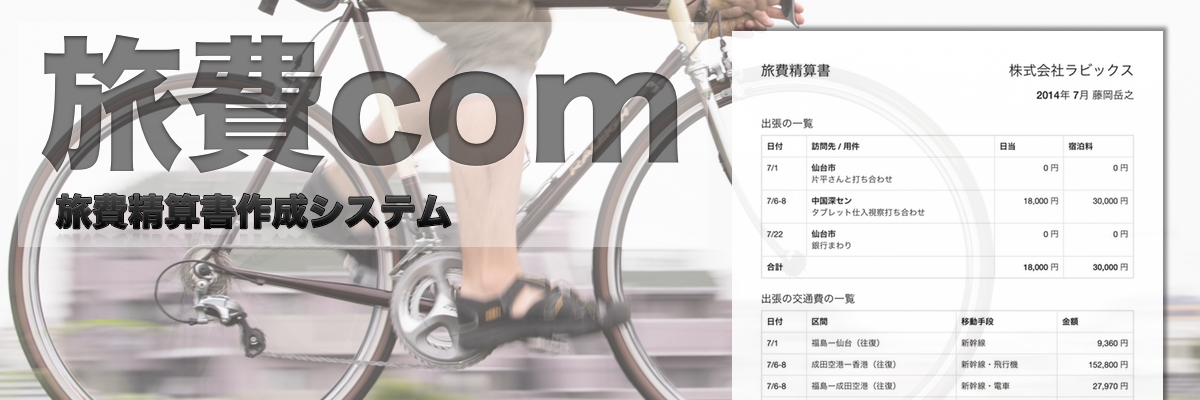 旅費com
旅費精算書作成システム
旅費精算書
株式会社ラビックス
2014年 7月 藤岡岳之
出張の一覧
日付 訪問先 / 用件 日当 宿泊料
7/1 仙台市 0 円 0 円
片平さんと打ち合わせ
7/6-8 中国深セン 18,000 円 30,000 円
タブレット仕入視察打ち合わせ
7/22 仙台市 0 円 0 円
銀行まわり
合計 18,000 円 30,000 円
出張の交通費の一覧
日付 区間 移動手段 金額
7/1 福島ー仙台（往復） 新幹線 9,360 円
7/6-8 成田空港ー香港（往復） 新幹線・飛行機 152,800 円
7/6-8 福島ー成田空港（往復） 新幹線・電車 27,970 円